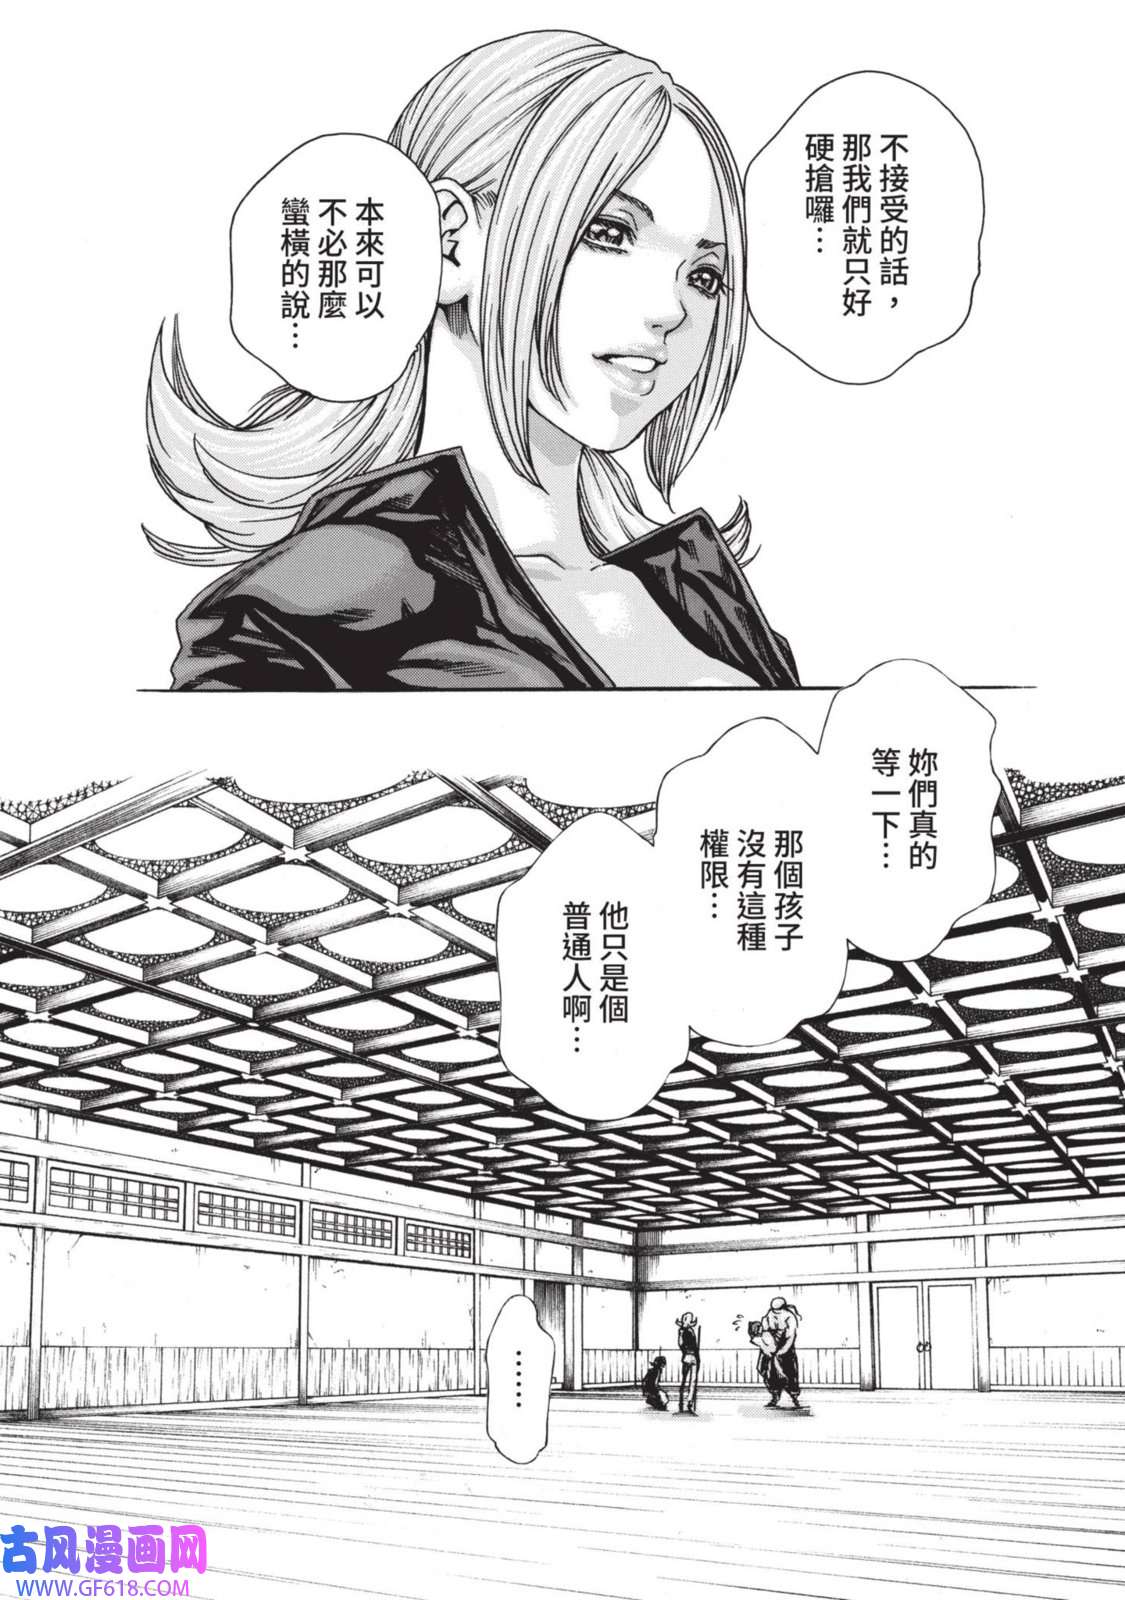 不接受的話，
那我們就只好
硬搶囉…
本來可以
不必那麼
蠻橫的說…
妳們真的
等一下…
那個孩子
沒有這種
權限…
他只是個
普通人啊…
……
古风漫画网
WWW.GF618.COM